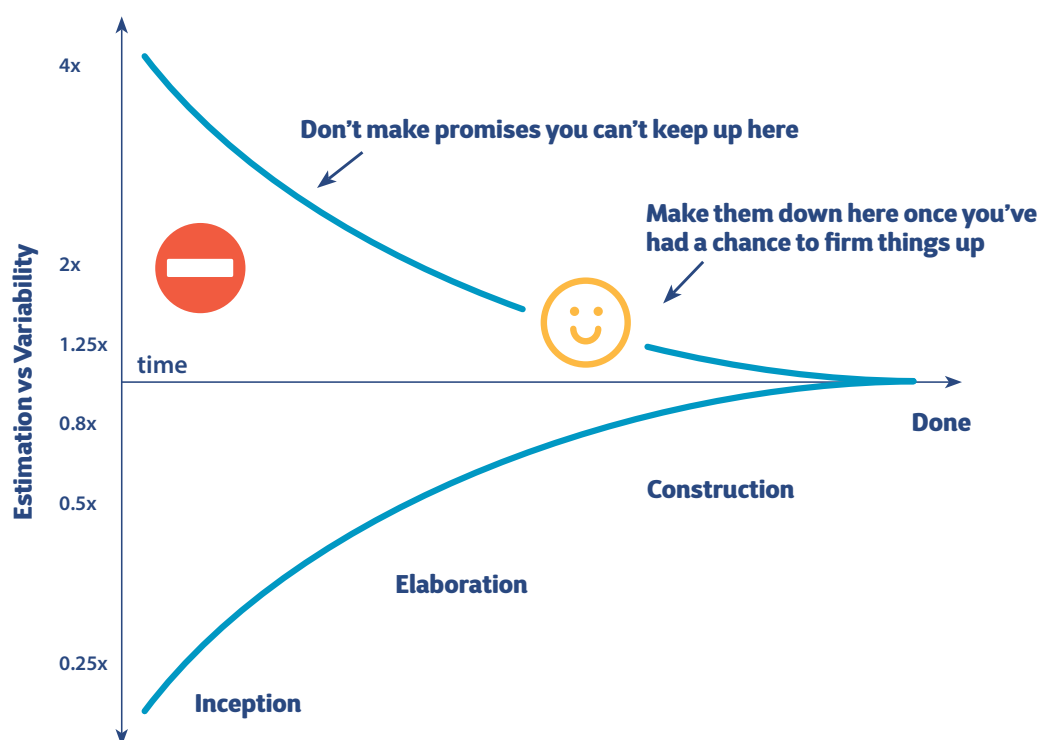 4x
Don't make promises you can't keep up here
Make them down here once you've
had a chance to firm things up
2x
1.25x
time
Estimation vs Variability
0.8x
Done
0.5x
Construction
Elaboration
0.25x
Inception